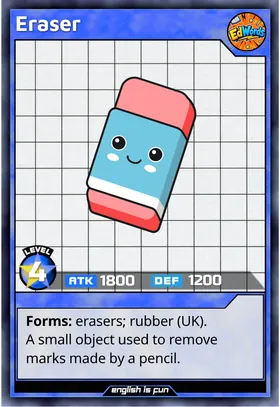 Eraser
EdWords
LEVEL
4
ATK 1800 DEF 1200
Forms: erasers; rubber (UK).
A small object used to remove
marks made by a pencil.
english is fun